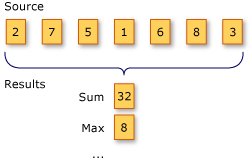 Source
2 7 5 1 6 8 3
Results
Sum 32
Max 8
...